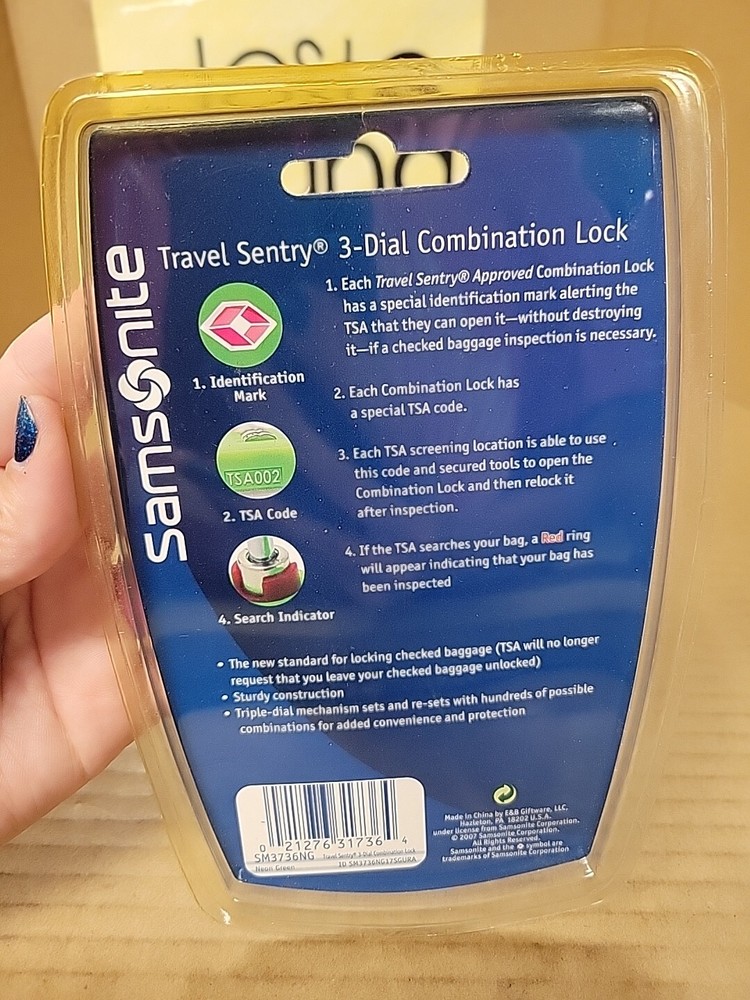 Samsonite
Travel Sentry® 3-Dial Combination Lock
1. Identification
Mark
TSA002
2. TSA Code
4. Search Indicator
1. Each Travel Sentry® Approved Combination Lock
has a special identification mark alerting the
TSA that they can open it—without destroying
it—if a checked baggage inspection is necessary.
2. Each Combination Lock has
a special TSA code.
3. Each TSA screening location is able to use
this code and secured tools to open the
Combination Lock and then relock it
after inspection.
4. If the TSA searches your bag, a Red ring
will appear indicating that your bag has
been inspected
• The new standard for locking checked baggage (TSA will no longer
request that you leave your checked baggage unlocked)
• Sturdy construction
• Triple-dial mechanism sets and re-sets with hundreds of possible
combinations for added convenience and protection
0 21276 31736 4
SM3736NG Travel Sentry® 3-Dial Combination Lock
Neon Green ID SM3736NG175GURA
Made in China by E&B Giftware, LLC.
Hazleton, PA 18202 U.S.A.
under license from Samsonite Corporation.
© 2007 Samsonite Corporation.
All Rights Reserved.
Samsonite and the symbol are
trademarks of Samsonite Corporation